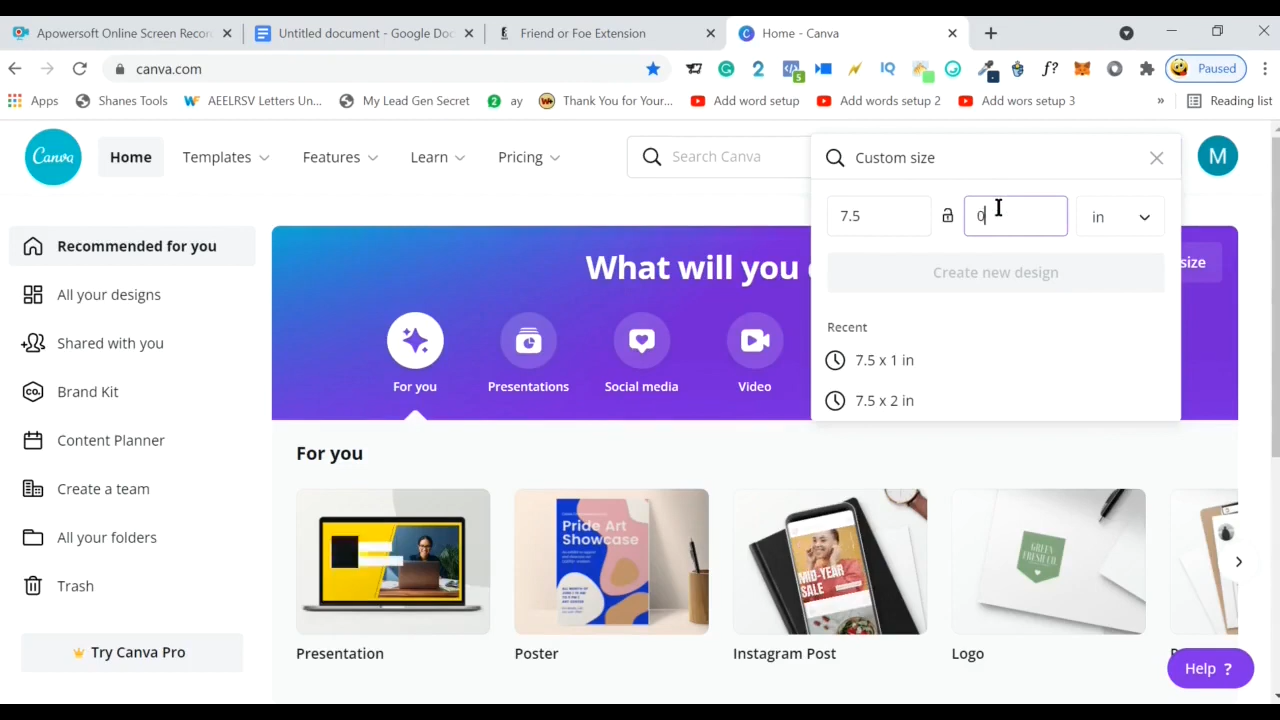 Apowersoft Online Screen Recor
Untitled document - Google Doc
Friend or Foe Extension
Home - Canva
canva.com
Paused
Apps
Shanes Tools
AEELRSV Letters Un...
My Lead Gen Secret
ay
Thank You for Your...
Add word setup
Add words setup 2
Add wors setup 3
»
Reading list
Canva
Home
Templates
Features
Learn
Pricing
Search Canva
Custom size
M
7.5
0
in
Create new design
size
Recent
7.5 x 1 in
7.5 x 2 in
Recommended for you
All your designs
Shared with you
Brand Kit
Content Planner
Create a team
All your folders
Trash
Try Canva Pro
What will you
For you
Presentations
Social media
Video
For you
Pride Art
Showcase
MID-YEAR
SALE
GREEN
FRESH CO
Presentation
Poster
Instagram Post
Logo
Help ?